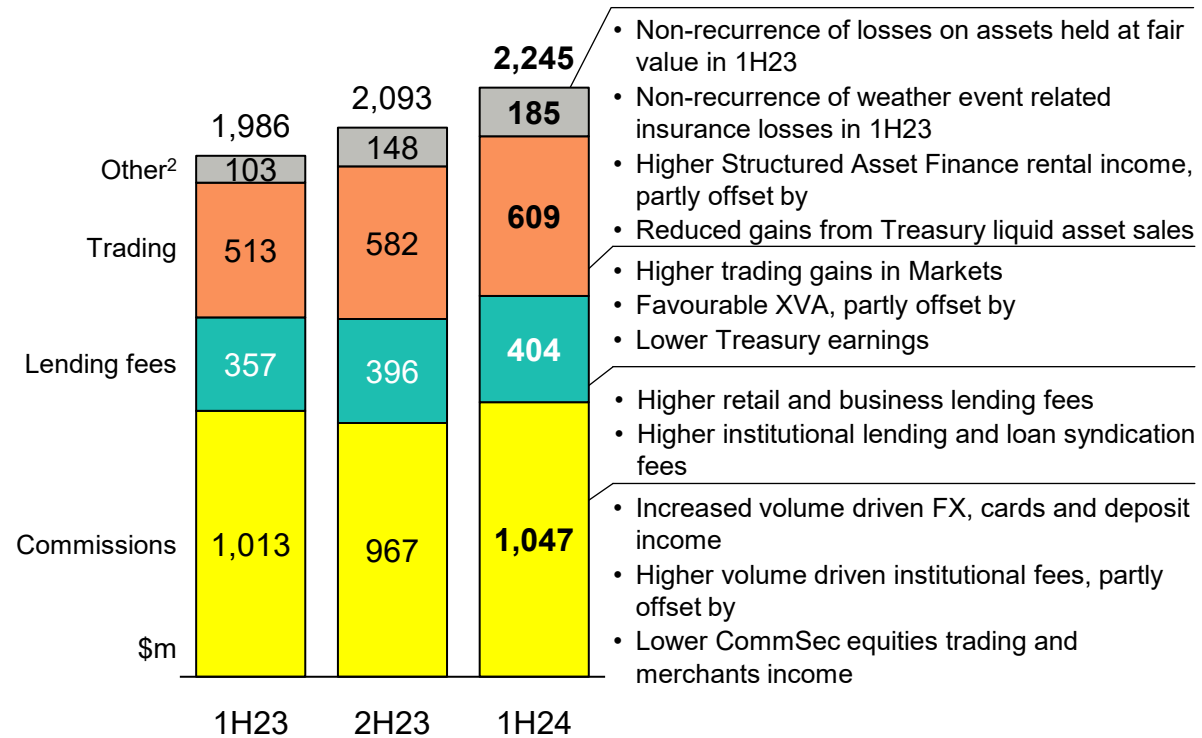 1,986
2,093
2,245
Other²
103
148
185
Trading
513
582
609
Lending fees
357
396
404
Commissions
1,013
967
1,047
$m
1H23
2H23
1H24
• Non-recurrence of losses on assets held at fair
value in 1H23
• Non-recurrence of weather event related
insurance losses in 1H23
• Higher Structured Asset Finance rental income,
partly offset by
• Reduced gains from Treasury liquid asset sales
• Higher trading gains in Markets
• Favourable XVA, partly offset by
• Lower Treasury earnings
• Higher retail and business lending fees
• Higher institutional lending and loan syndication
fees
• Increased volume driven FX, cards and deposit
income
• Higher volume driven institutional fees, partly
offset by
• Lower CommSec equities trading and
merchants income